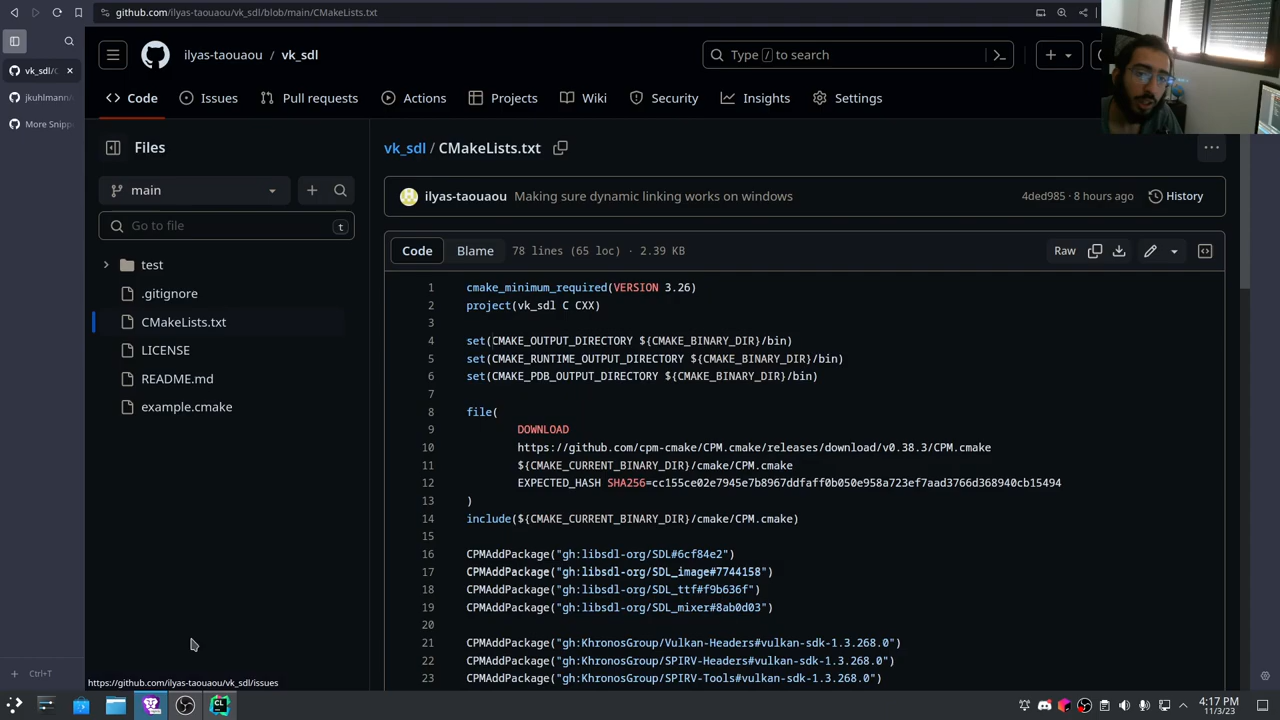 github.com/ilyas-taouaou/vk_sdl/blob/main/CMakeLists.txt
ilyas-taouaou / vk_sdl
Type / to search
Code
Issues
Pull requests
Actions
Projects
Wiki
Security
Insights
Settings
vk_sdl/C
jkuhlmann/
More Snipp
Files
main
Go to file
t
test
.gitignore
CMakeLists.txt
LICENSE
README.md
example.cmake
vk_sdl / CMakeLists.txt
ilyas-taouaou Making sure dynamic linking works on windows 4ded985 · 8 hours ago History
Code Blame 78 lines (65 loc) · 2.39 KB Raw
1 cmake_minimum_required(VERSION 3.26)
2 project(vk_sdl C CXX)
3
4 set(CMAKE_OUTPUT_DIRECTORY ${CMAKE_BINARY_DIR}/bin)
5 set(CMAKE_RUNTIME_OUTPUT_DIRECTORY ${CMAKE_BINARY_DIR}/bin)
6 set(CMAKE_PDB_OUTPUT_DIRECTORY ${CMAKE_BINARY_DIR}/bin)
7
8 file(
9 DOWNLOAD
10 https://github.com/cpm-cmake/CPM.cmake/releases/download/v0.38.3/CPM.cmake
11 ${CMAKE_CURRENT_BINARY_DIR}/cmake/CPM.cmake
12 EXPECTED_HASH SHA256=cc155ce02e7945e7b8967ddfaff0b050e958a723ef7aad3766d368940cb15494
13 )
14 include(${CMAKE_CURRENT_BINARY_DIR}/cmake/CPM.cmake)
15
16 CPMAddPackage("gh:libsdl-org/SDL#6cf84e2")
17 CPMAddPackage("gh:libsdl-org/SDL_image#7744158")
18 CPMAddPackage("gh:libsdl-org/SDL_ttf#f9b636f")
19 CPMAddPackage("gh:libsdl-org/SDL_mixer#8ab0d03")
20
21 CPMAddPackage("gh:KhronosGroup/Vulkan-Headers#vulkan-sdk-1.3.268.0")
22 CPMAddPackage("gh:KhronosGroup/SPIRV-Headers#vulkan-sdk-1.3.268.0")
23 CPMAddPackage("gh:KhronosGroup/SPIRV-Tools#vulkan-sdk-1.3.268.0")
Ctrl+T
https://github.com/ilyas-taouaou/vk_sdl/issues
CL
4:17 PM
11/3/23